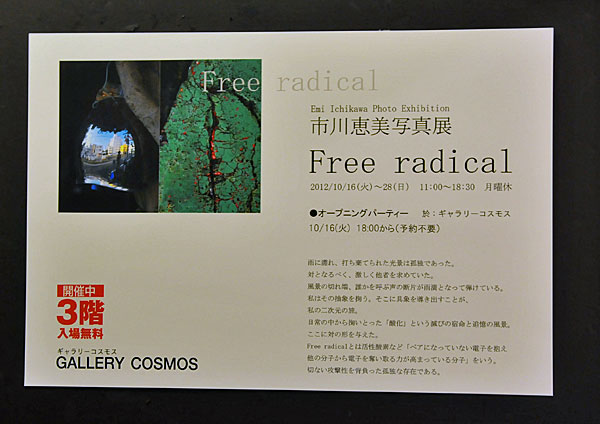 Free radical
Emi Ichikawa Photo Exhibition
市川恵美写真展
Free radical
2012/10/16(火)～28(日) 11:00～18:30 月曜休
●オープニングパーティー 於：ギャラリーコスモス
10/16(火) 18:00から(予約不要)
雨に濡れ、打ち棄てられた光景は孤独であった。
対となるべく、激しく他者を求めていた。
風景の切れ端、誰かを呼ぶ声の断片が雨滴となって弾けている。
私はその抽象を掬う。そこに具象を導き出すことが、
私の二次元の旅。
日常の中から掬いとった「酸化」という滅びの宿命と追憶の風景。
ここに対の形を与えた。
Free radicalとは活性酸素など「ペアになっていない電子を抱え
他の分子から電子を奪い取る力が高まっている分子」をいう。
切ない攻撃性を背負った孤独な存在である。
開催中
3階
入場無料
ギャラリーコスモス
GALLERY COSMOS